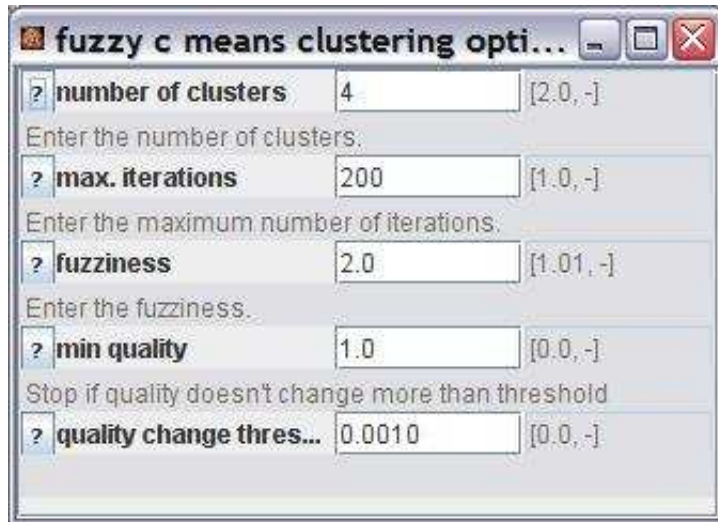 fuzzy c means clustering opti...
? number of clusters 4 [2.0, -]
Enter the number of clusters.
? max. iterations 200 [1.0, -]
Enter the maximum number of iterations.
? fuzziness 2.0 [1.01, -]
Enter the fuzziness.
? min quality 1.0 [0.0, -]
Stop if quality doesn't change more than threshold
? quality change thres... 0.0010 [0.0, -]